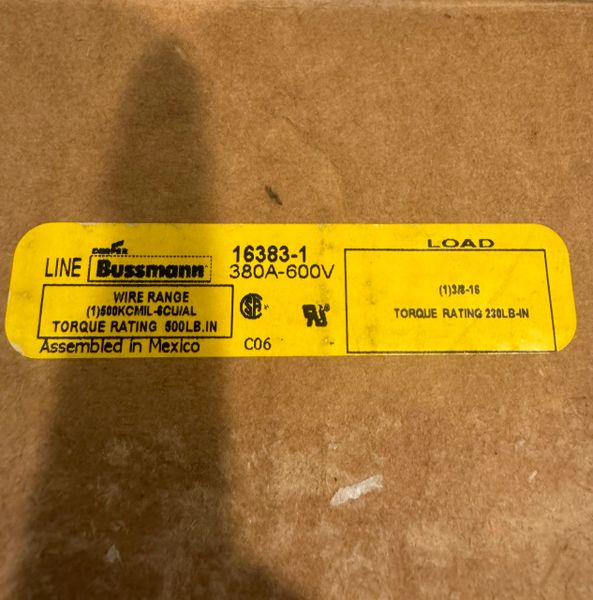 COOPER
LINE Bussmann
16383-1
380A-600V
WIRE RANGE
(1)500KCMIL-6CU/AL
TORQUE RATING 500LB.IN
Assembled in Mexico
C06
LOAD
(1)3/8-16
TORQUE RATING 230LB-IN